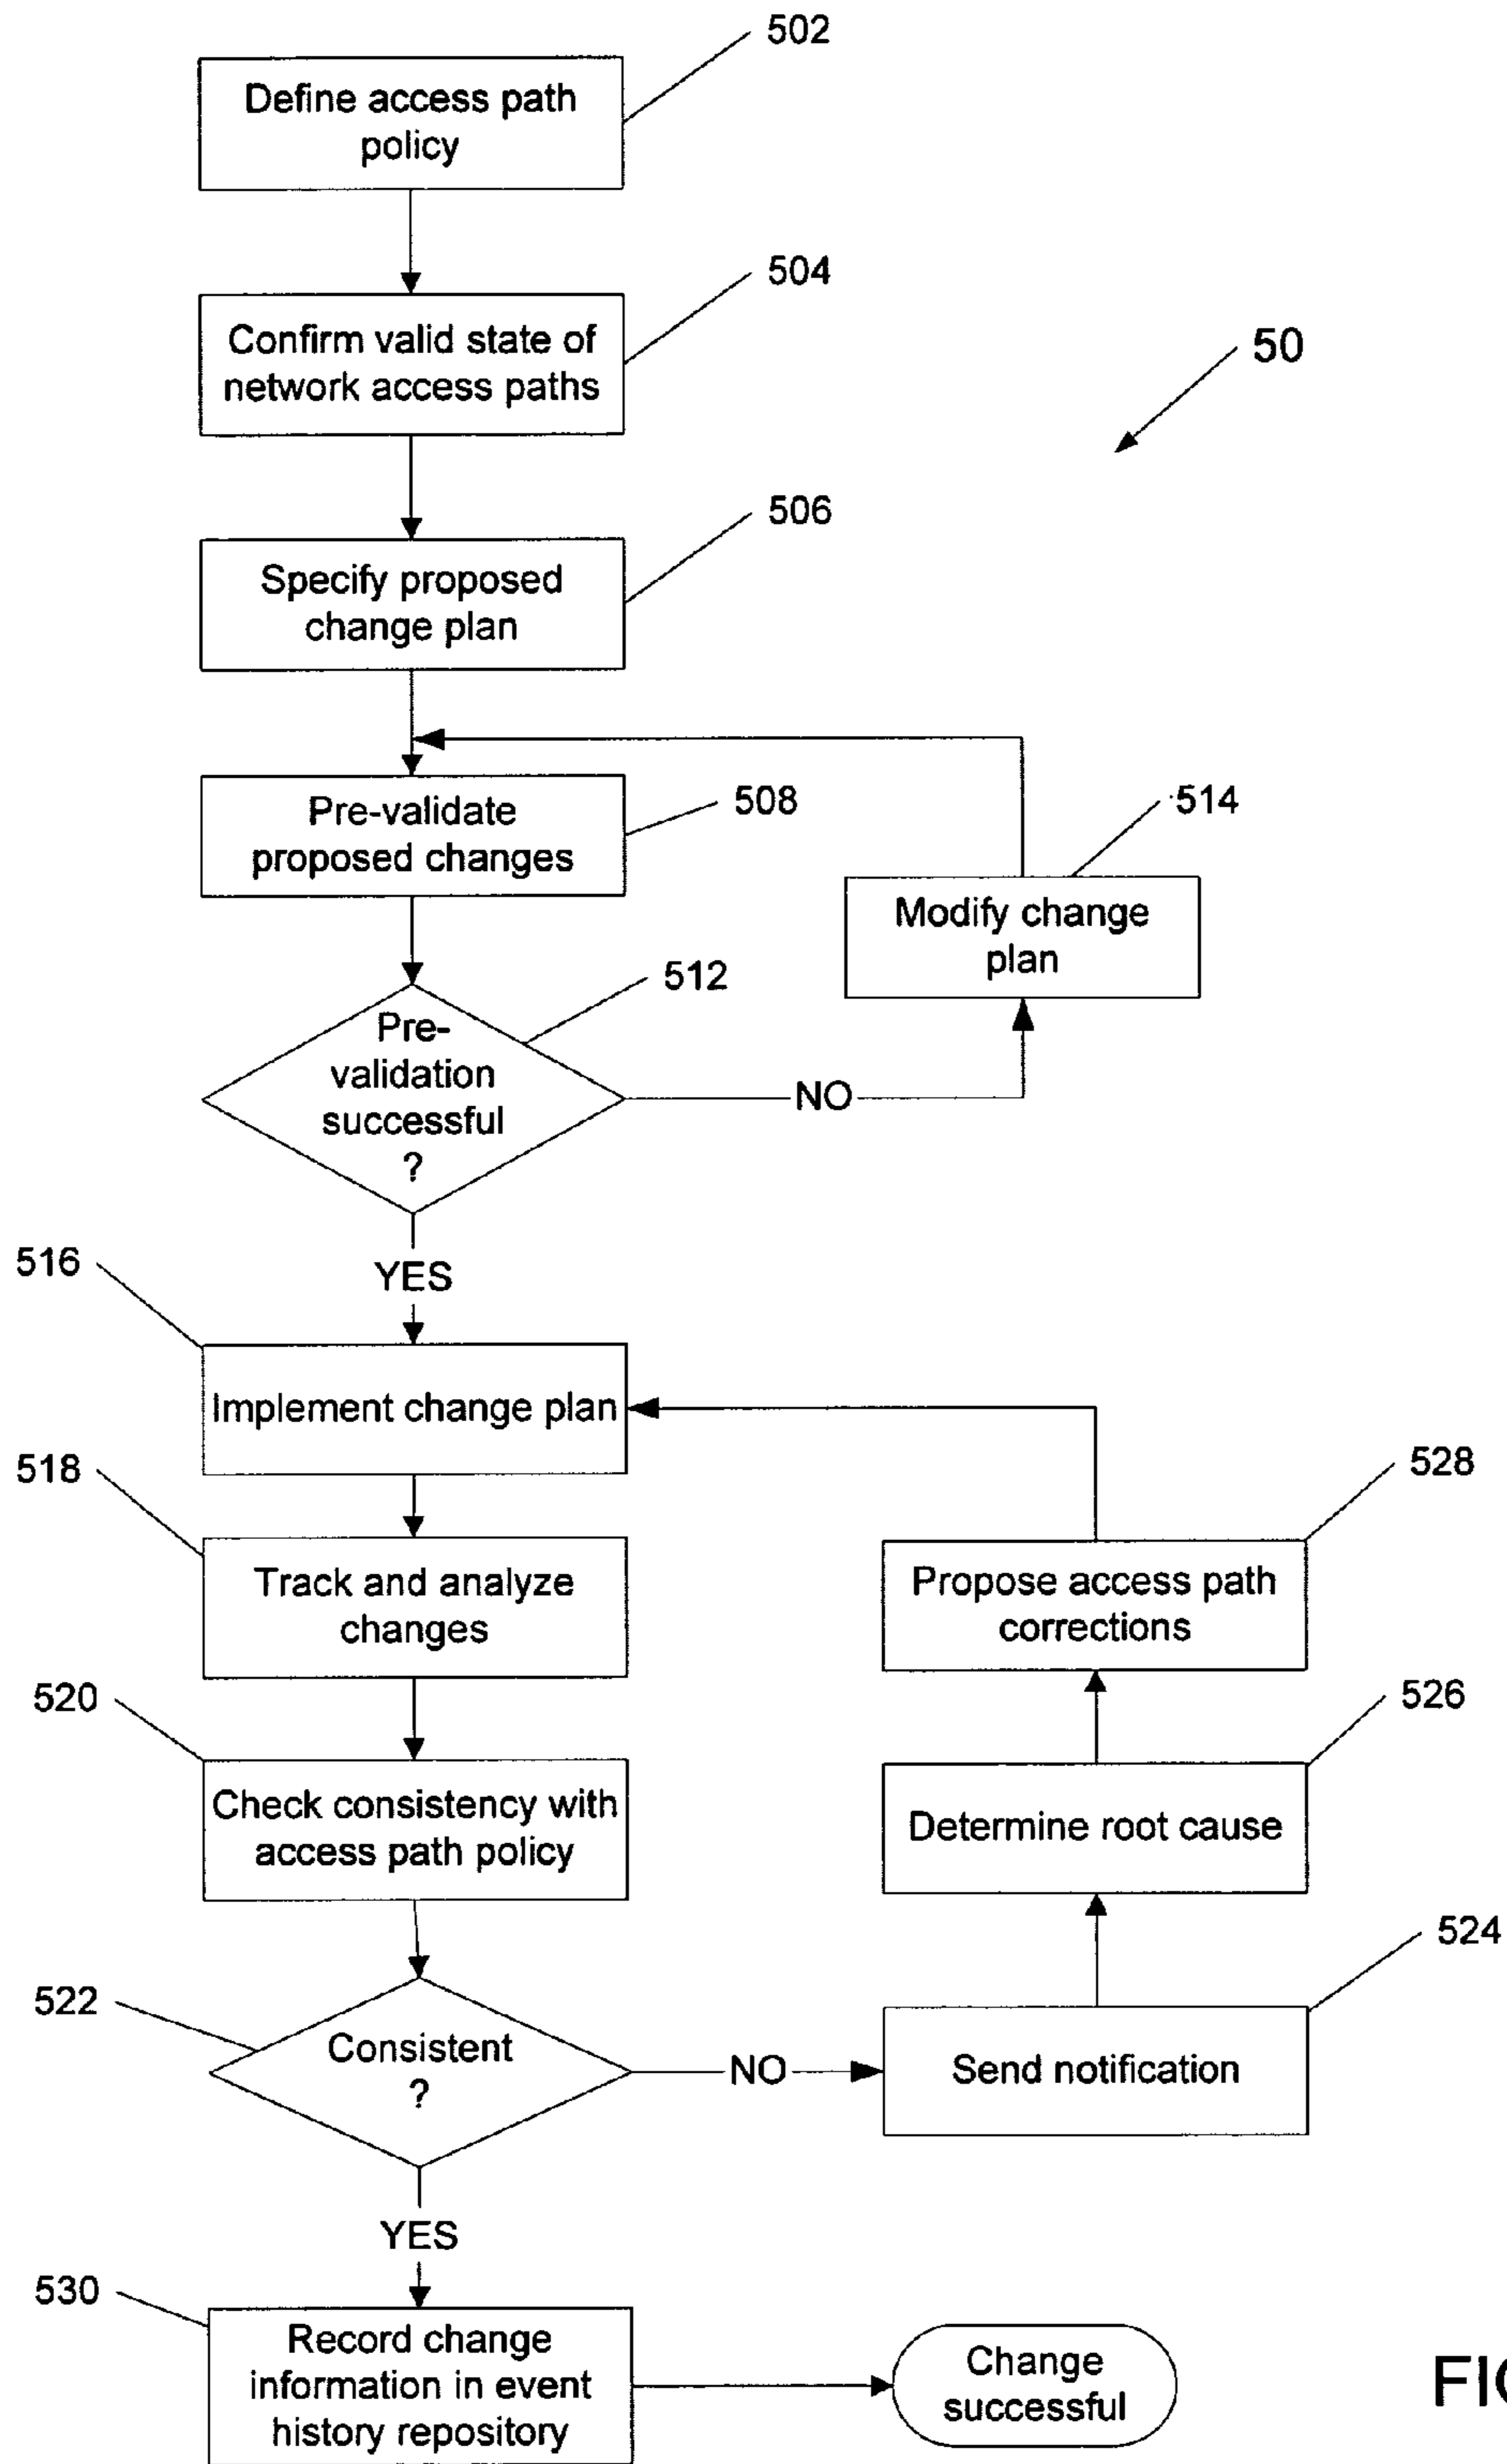 502
Define access path
policy
504
Confirm valid state of
network access paths
50
506
Specify proposed
change plan
508
Pre-validate
proposed changes
514
Modify change
plan
512
Pre-
validation
successful
?
NO
YES
516
Implement change plan
518
Track and analyze
changes
528
Propose access path
corrections
520
Check consistency with
access path policy
526
Determine root cause
522
Consistent
?
NO
524
Send notification
YES
530
Record change
information in event
history repository
Change
successful